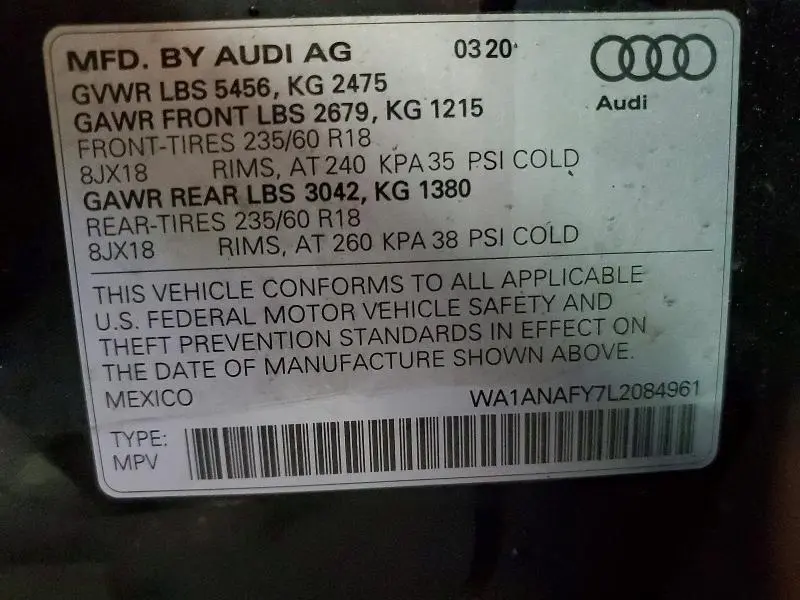 MFD. BY AUDI AG 03 20
GVWR LBS 5456, KG 2475
GAWR FRONT LBS 2679, KG 1215
FRONT-TIRES 235/60 R18
8JX18 RIMS, AT 240 KPA 35 PSI COLD
GAWR REAR LBS 3042, KG 1380
REAR-TIRES 235/60 R18
8JX18 RIMS, AT 260 KPA 38 PSI COLD
Audi
THIS VEHICLE CONFORMS TO ALL APPLICABLE
U.S. FEDERAL MOTOR VEHICLE SAFETY AND
THEFT PREVENTION STANDARDS IN EFFECT ON
THE DATE OF MANUFACTURE SHOWN ABOVE.
MEXICO WA1ANAFY7L2084961
TYPE:
MPV